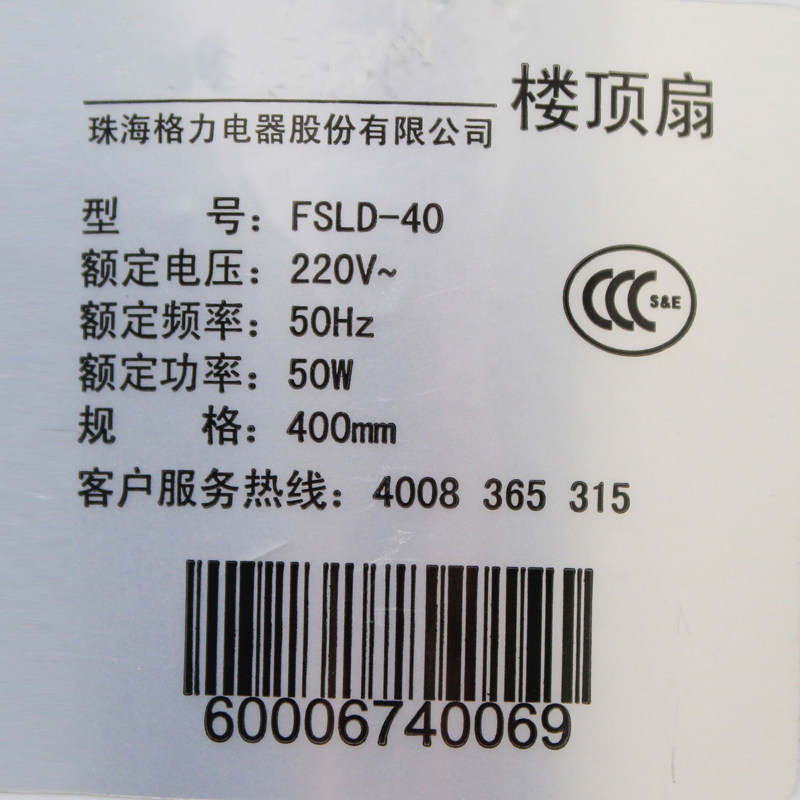 楼顶扇
珠海格力电器股份有限公司
型 号：FSLD-40
额定电压：220V~
额定频率：50Hz
额定功率：50W
规 格：400mm
CCC S&E
客户服务热线：4008 365 315
60006740069